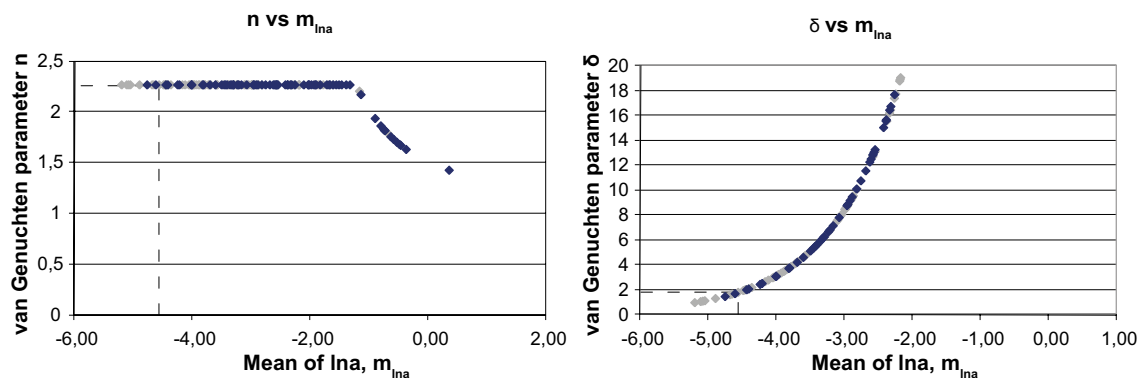 n vs m_lna
van Genuchten parameter n
2,5
2
1,5
1
0,5
0
-6,00 -4,00 -2,00 0,00 2,00
Mean of lna, m_lna
δ vs m_lna
van Genuchten parameter δ
20
18
16
14
12
10
8
6
4
2
0
-6,00 -5,00 -4,00 -3,00 -2,00 -1,00 0,00 1,00
Mean of lna, m_lna